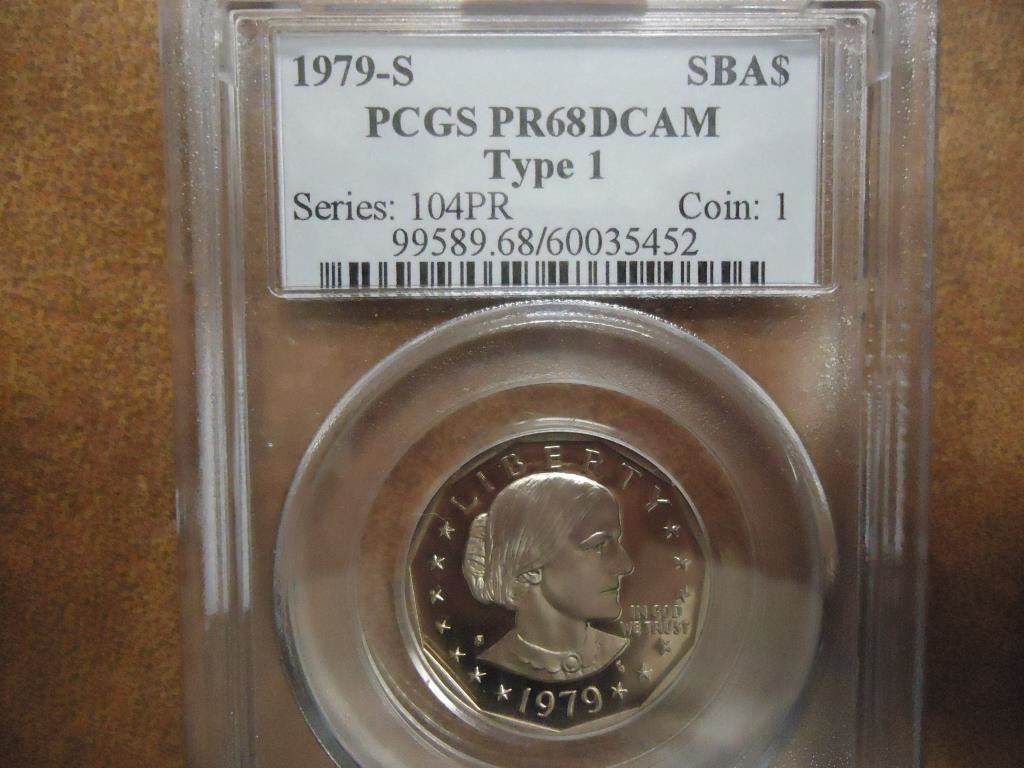 1979-S SBA$
PCGS PR68DCAM
Type 1
Series: 104PR Coin: 1
99589.68/60035452
LIBERTY
IN GOD
WE TRUST
1979